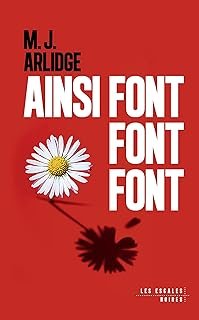 M. J.
ARLIDGE
AINSI FONT
FONT
FONT
LES ESCALES
NOIRES